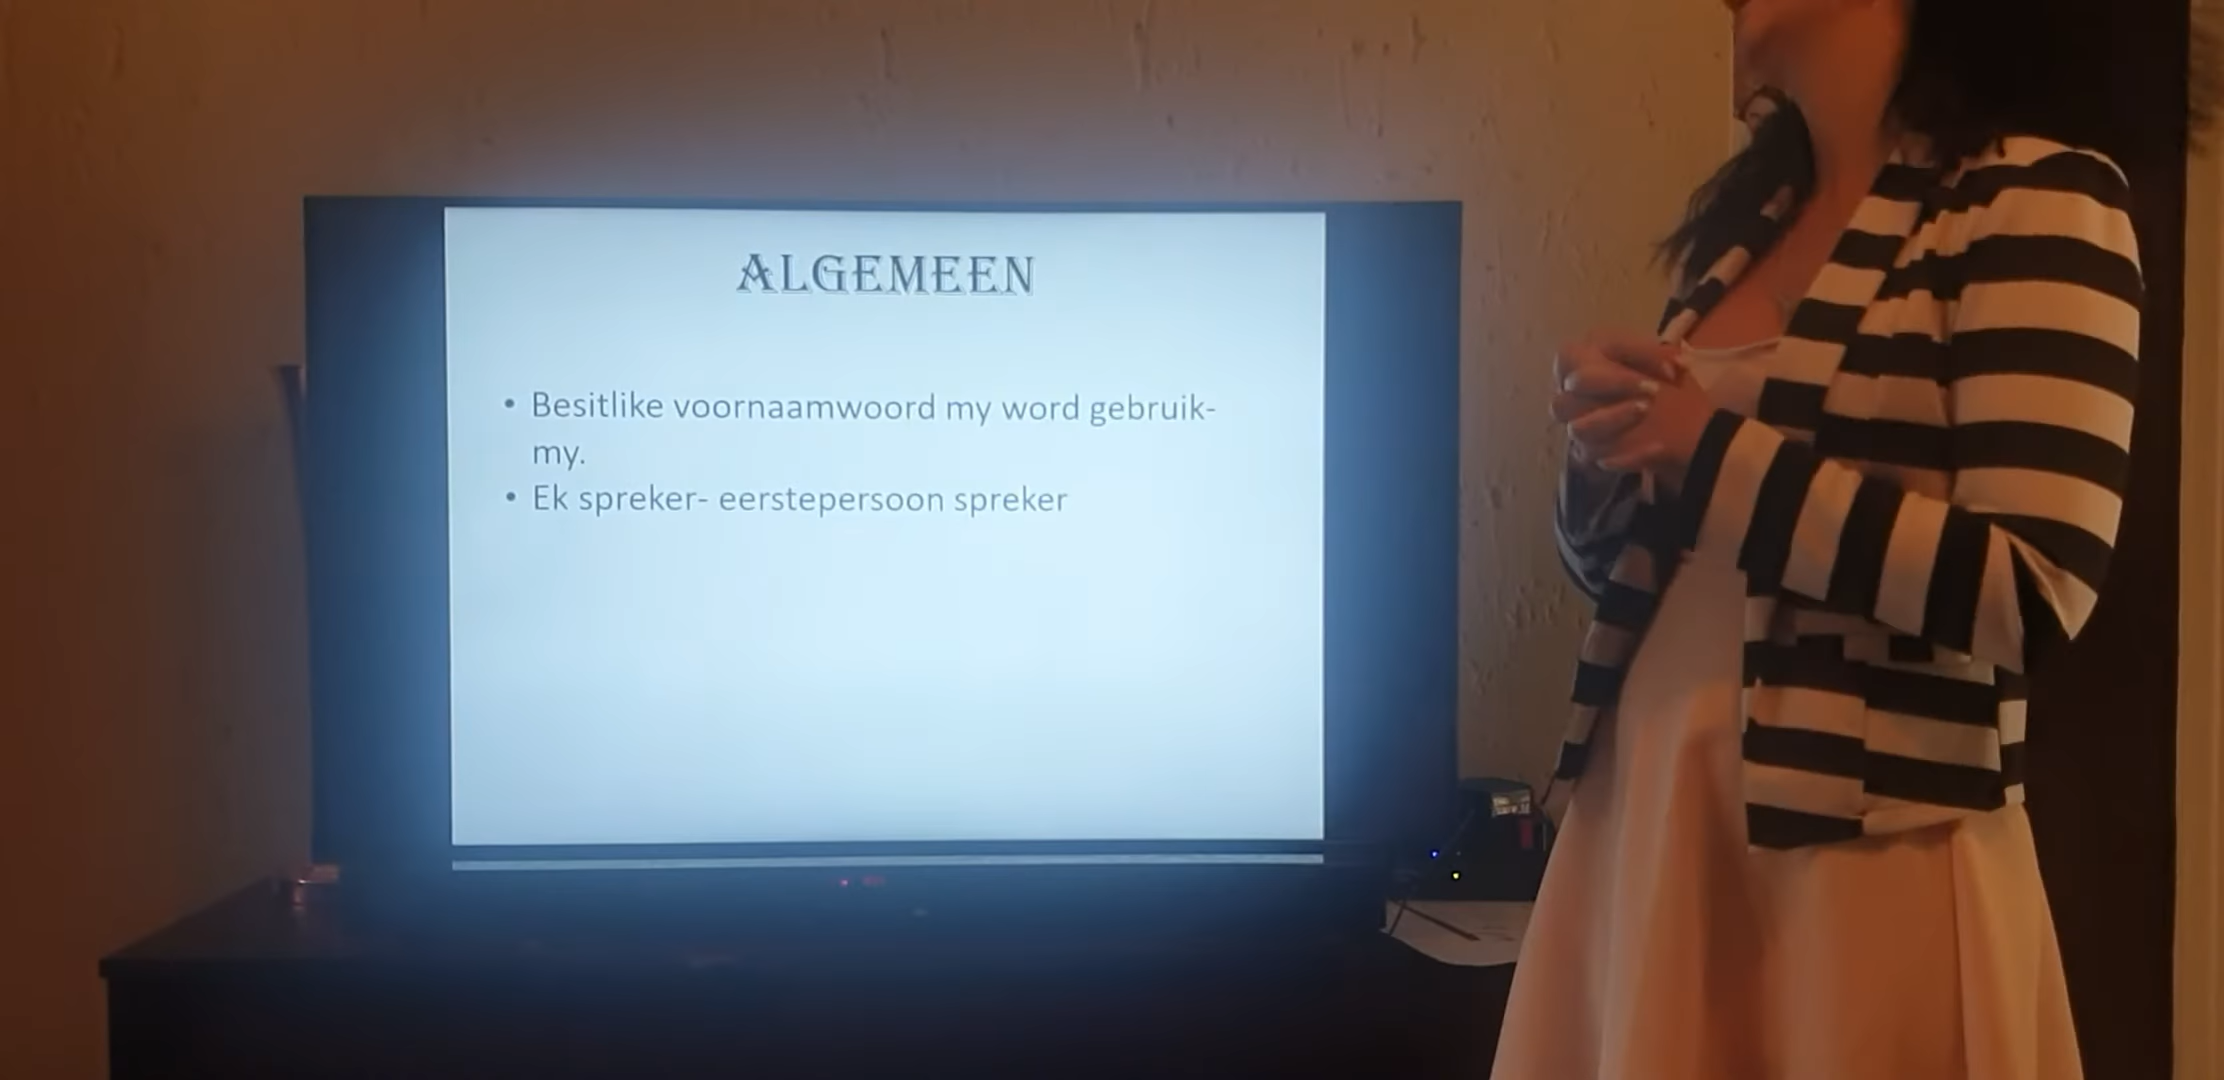 ALGEMEEN
• Besitlike voornaamwoord my word gebruik-
my.
• Ek spreker- eerstepersoon spreker